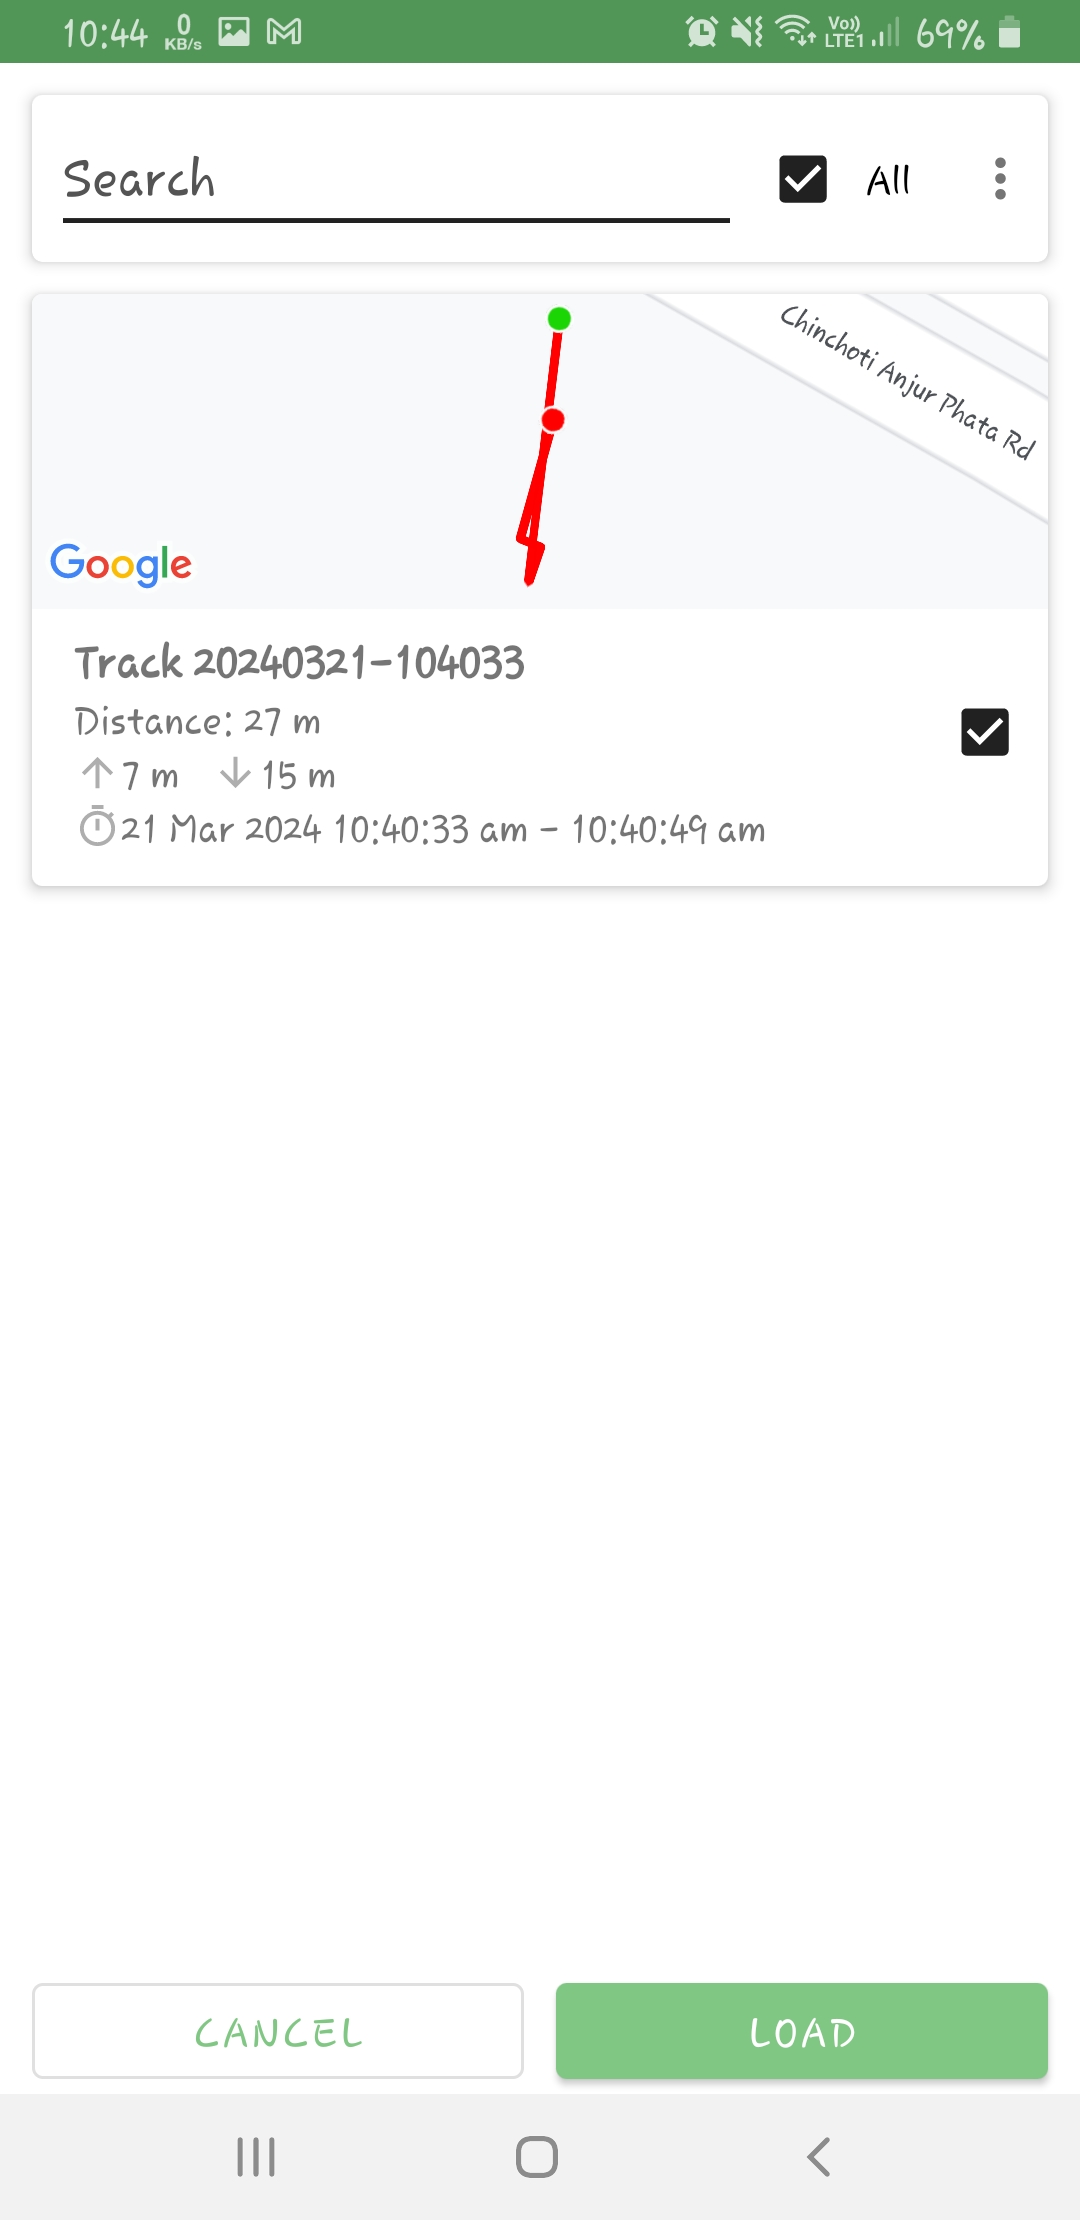 10:44 0 KB/s Vo)) LTE1 69%
Search All
Chinchoti Anjur Phata Rd
Google
Track 20240321-104033
Distance: 27 m
7 m 15 m
21 Mar 2024 10:40:33 am - 10:40:49 am
CANCEL LOAD